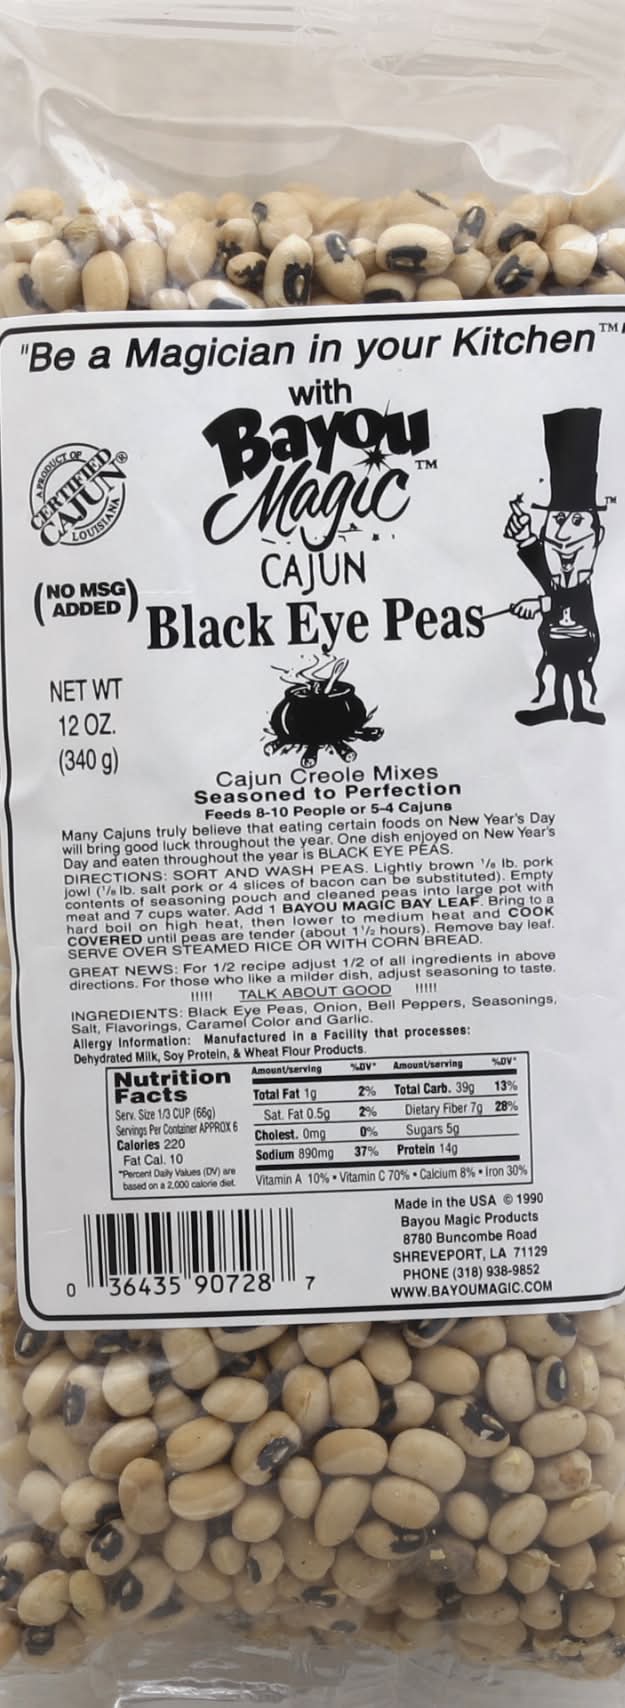 "Be a Magician in your Kitchen™
with
Bayou
Magic™
A PRODUCT OF
CERTIFIED
CAJUN®
LOUISIANA
TM
CAJUN
(NO MSG
ADDED)
Black Eye Peas
NET WT
12 OZ.
(340 g)
Cajun Creole Mixes
Seasoned to Perfection
Feeds 8-10 People or 5-4 Cajuns
Many Cajuns truly believe that eating certain foods on New Year's Day
will bring good luck throughout the year. One dish enjoyed on New Year's
Day and eaten throughout the year is BLACK EYE PEAS.
DIRECTIONS: SORT AND WASH PEAS. Lightly brown lb. pork
jowl ( lb. salt pork or 4 slices of bacon can be substituted). Empty
contents of seasoning pouch and cleaned peas into large pot with
meat and 7 cups water. Add 1 BAYOU MAGIC BAY LEAF. Bring to a
hard boil on high heat, then lower to medium heat and COOK
COVERED until peas are tender (about 1 1/2 hours). Remove bay leaf.
SERVE OVER STEAMED RICE OR WITH CORN BREAD.
GREAT NEWS: For 1/2 recipe adjust 1/2 of all ingredients in above
directions. For those who like a milder dish, adjust seasoning to taste.
!!!!! TALK ABOUT GOOD !!!!!
INGREDIENTS: Black Eye Peas, Onion, Bell Peppers, Seasonings,
Salt, Flavorings, Caramel Color and Garlic.
Allergy Information: Manufactured in a Facility that processes:
Dehydrated Milk, Soy Protein, & Wheat Flour Products.
Nutrition
Facts
Serv. Size 1/3 CUP (66g)
Servings Per Container APPROX 6
Calories 220
Fat Cal. 10
*Percent Daily Values (DV) are
based on a 2,000 calorie diet.
Amount/serving %DV* Amount/serving %DV*
Total Fat 1g 2% Total Carb. 39g 13%
Sat. Fat 0.5g 2% Dietary Fiber 7g 28%
Cholest. 0mg 0% Sugars 5g
Sodium 890mg 37% Protein 14g
Vitamin A 10% • Vitamin C 70% • Calcium 8% • Iron 30%
0 36435 90728 7
Made in the USA © 1990
Bayou Magic Products
8780 Buncombe Road
SHREVEPORT, LA 71129
PHONE (318) 938-9852
WWW.BAYOUMAGIC.COM